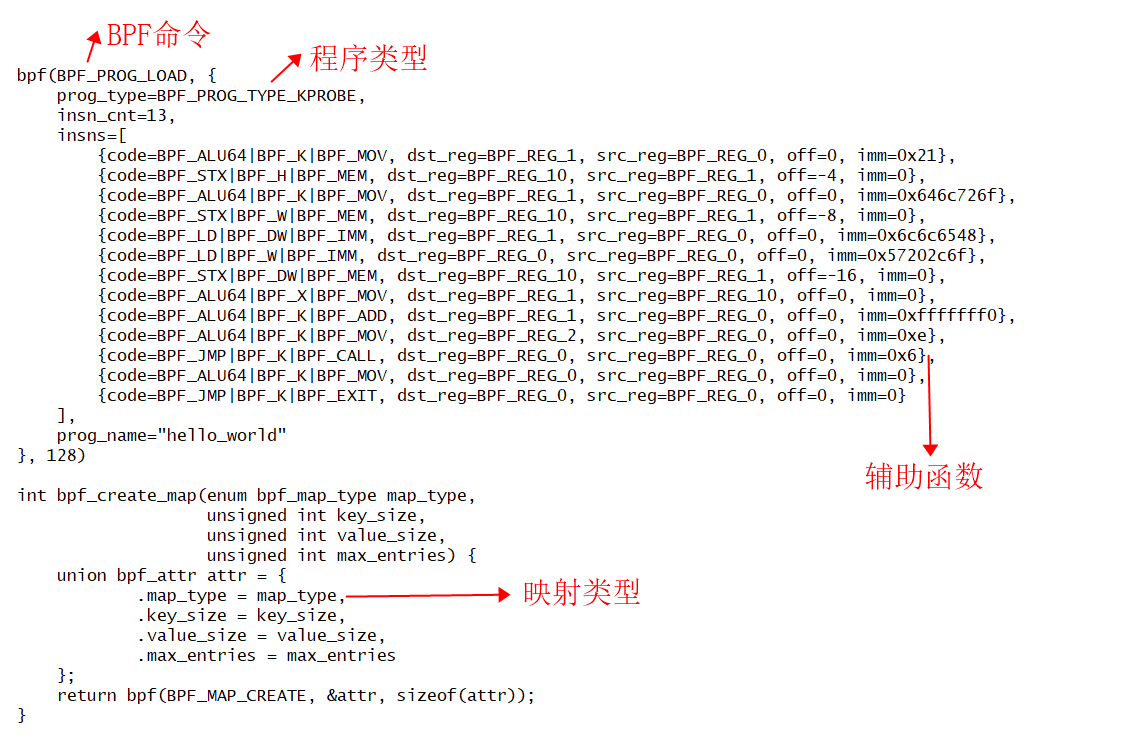 BPF命令
程序类型
bpf(BPF_PROG_LOAD, {
    prog_type=BPF_PROG_TYPE_KPROBE,
    insn_cnt=13,
    insns=[
        {code=BPF_ALU64|BPF_K|BPF_MOV, dst_reg=BPF_REG_1, src_reg=BPF_REG_0, off=0, imm=0x21},
        {code=BPF_STX|BPF_H|BPF_MEM, dst_reg=BPF_REG_10, src_reg=BPF_REG_1, off=-4, imm=0},
        {code=BPF_ALU64|BPF_K|BPF_MOV, dst_reg=BPF_REG_1, src_reg=BPF_REG_0, off=0, imm=0x646c726f},
        {code=BPF_STX|BPF_W|BPF_MEM, dst_reg=BPF_REG_10, src_reg=BPF_REG_1, off=-8, imm=0},
        {code=BPF_LD|BPF_DW|BPF_IMM, dst_reg=BPF_REG_1, src_reg=BPF_REG_0, off=0, imm=0x6c6c6548},
        {code=BPF_LD|BPF_W|BPF_IMM, dst_reg=BPF_REG_0, src_reg=BPF_REG_0, off=0, imm=0x57202c6f},
        {code=BPF_STX|BPF_DW|BPF_MEM, dst_reg=BPF_REG_10, src_reg=BPF_REG_1, off=-16, imm=0},
        {code=BPF_ALU64|BPF_X|BPF_MOV, dst_reg=BPF_REG_1, src_reg=BPF_REG_10, off=0, imm=0},
        {code=BPF_ALU64|BPF_K|BPF_ADD, dst_reg=BPF_REG_1, src_reg=BPF_REG_0, off=0, imm=0xfffffff0},
        {code=BPF_ALU64|BPF_K|BPF_MOV, dst_reg=BPF_REG_2, src_reg=BPF_REG_0, off=0, imm=0xe},
        {code=BPF_JMP|BPF_K|BPF_CALL, dst_reg=BPF_REG_0, src_reg=BPF_REG_0, off=0, imm=0x6},
        {code=BPF_ALU64|BPF_K|BPF_MOV, dst_reg=BPF_REG_0, src_reg=BPF_REG_0, off=0, imm=0},
        {code=BPF_JMP|BPF_K|BPF_EXIT, dst_reg=BPF_REG_0, src_reg=BPF_REG_0, off=0, imm=0}
    ],
    prog_name="hello_world"
}, 128)
辅助函数
int bpf_create_map(enum bpf_map_type map_type,
                   unsigned int key_size,
                   unsigned int value_size,
                   unsigned int max_entries) {
    union bpf_attr attr = {
            .map_type = map_type,
映射类型
            .key_size = key_size,
            .value_size = value_size,
            .max_entries = max_entries
    };
    return bpf(BPF_MAP_CREATE, &attr, sizeof(attr));
}